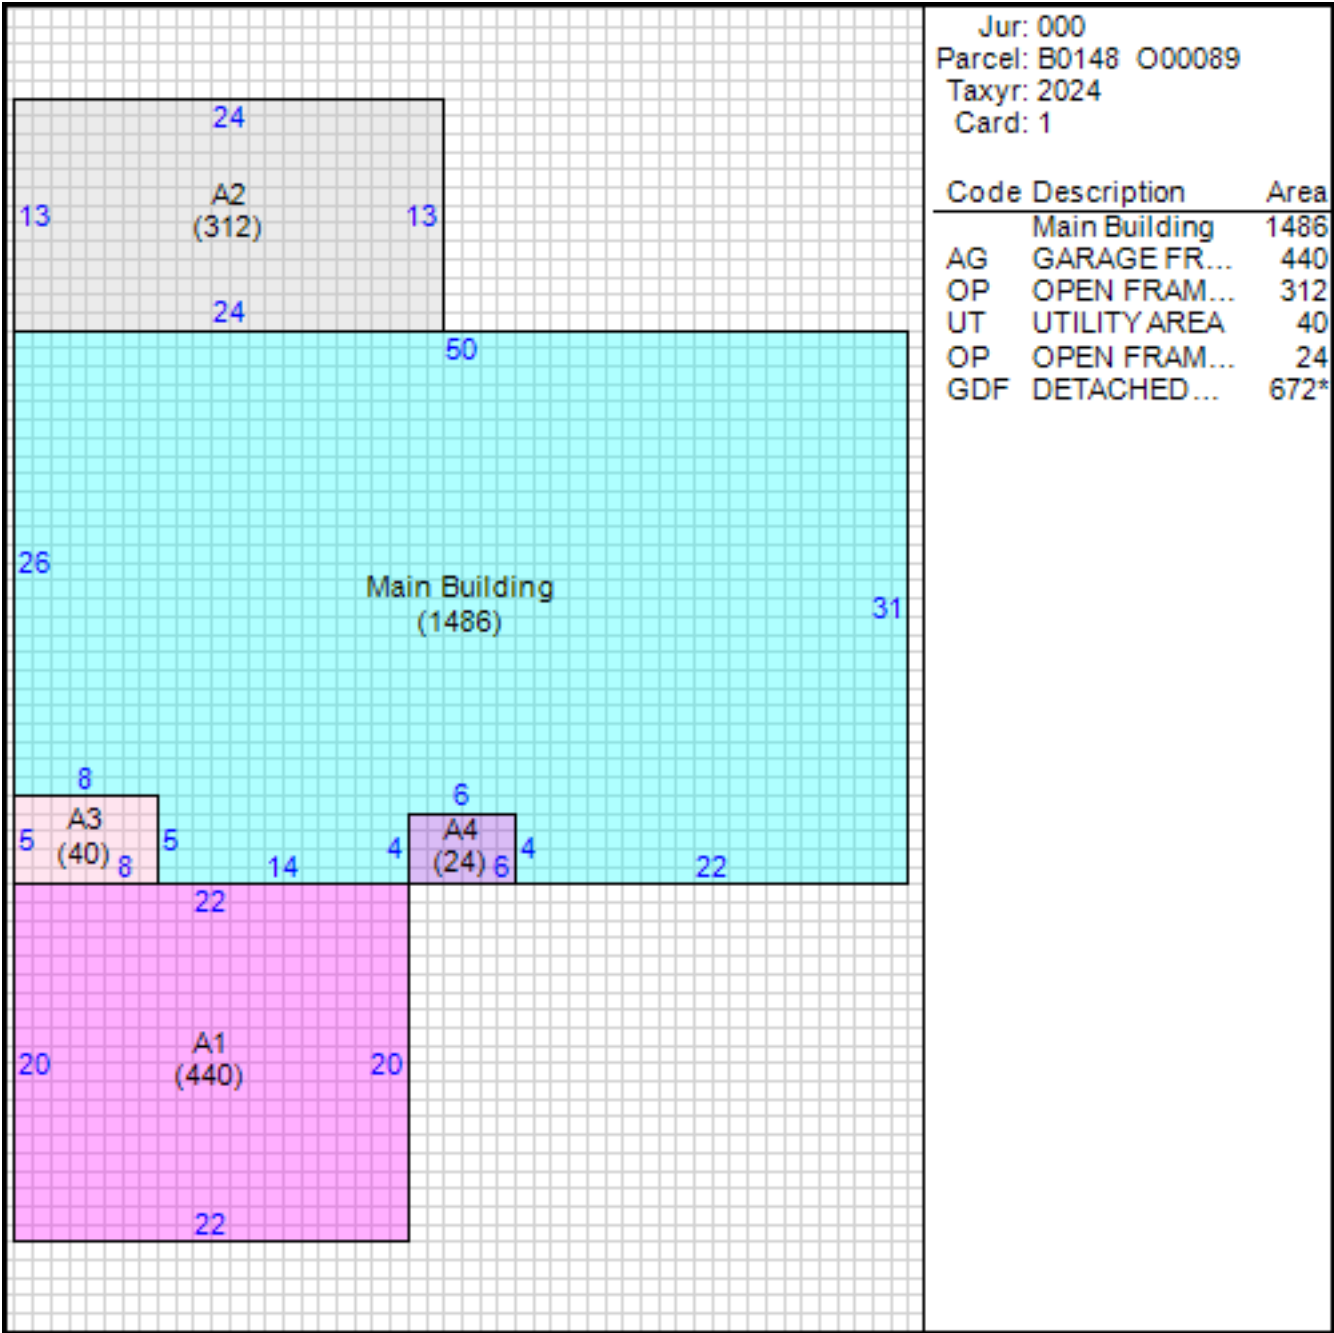 Jur: 000
Parcel: B0148 O00089
Taxyr: 2024
Card: 1
Code Description Area
Main Building 1486
AG GARAGE FR... 440
OP OPEN FRAM... 312
UT UTILITY AREA 40
OP OPEN FRAM... 24
GDF DETACHED... 672*
24
A2
13 (312) 13
24
50
26
Main Building
(1486)
31
8
6
A3
5 (40) 8 5
14
4 A4 4
(24) 6
22
22
A1
20 (440) 20
22